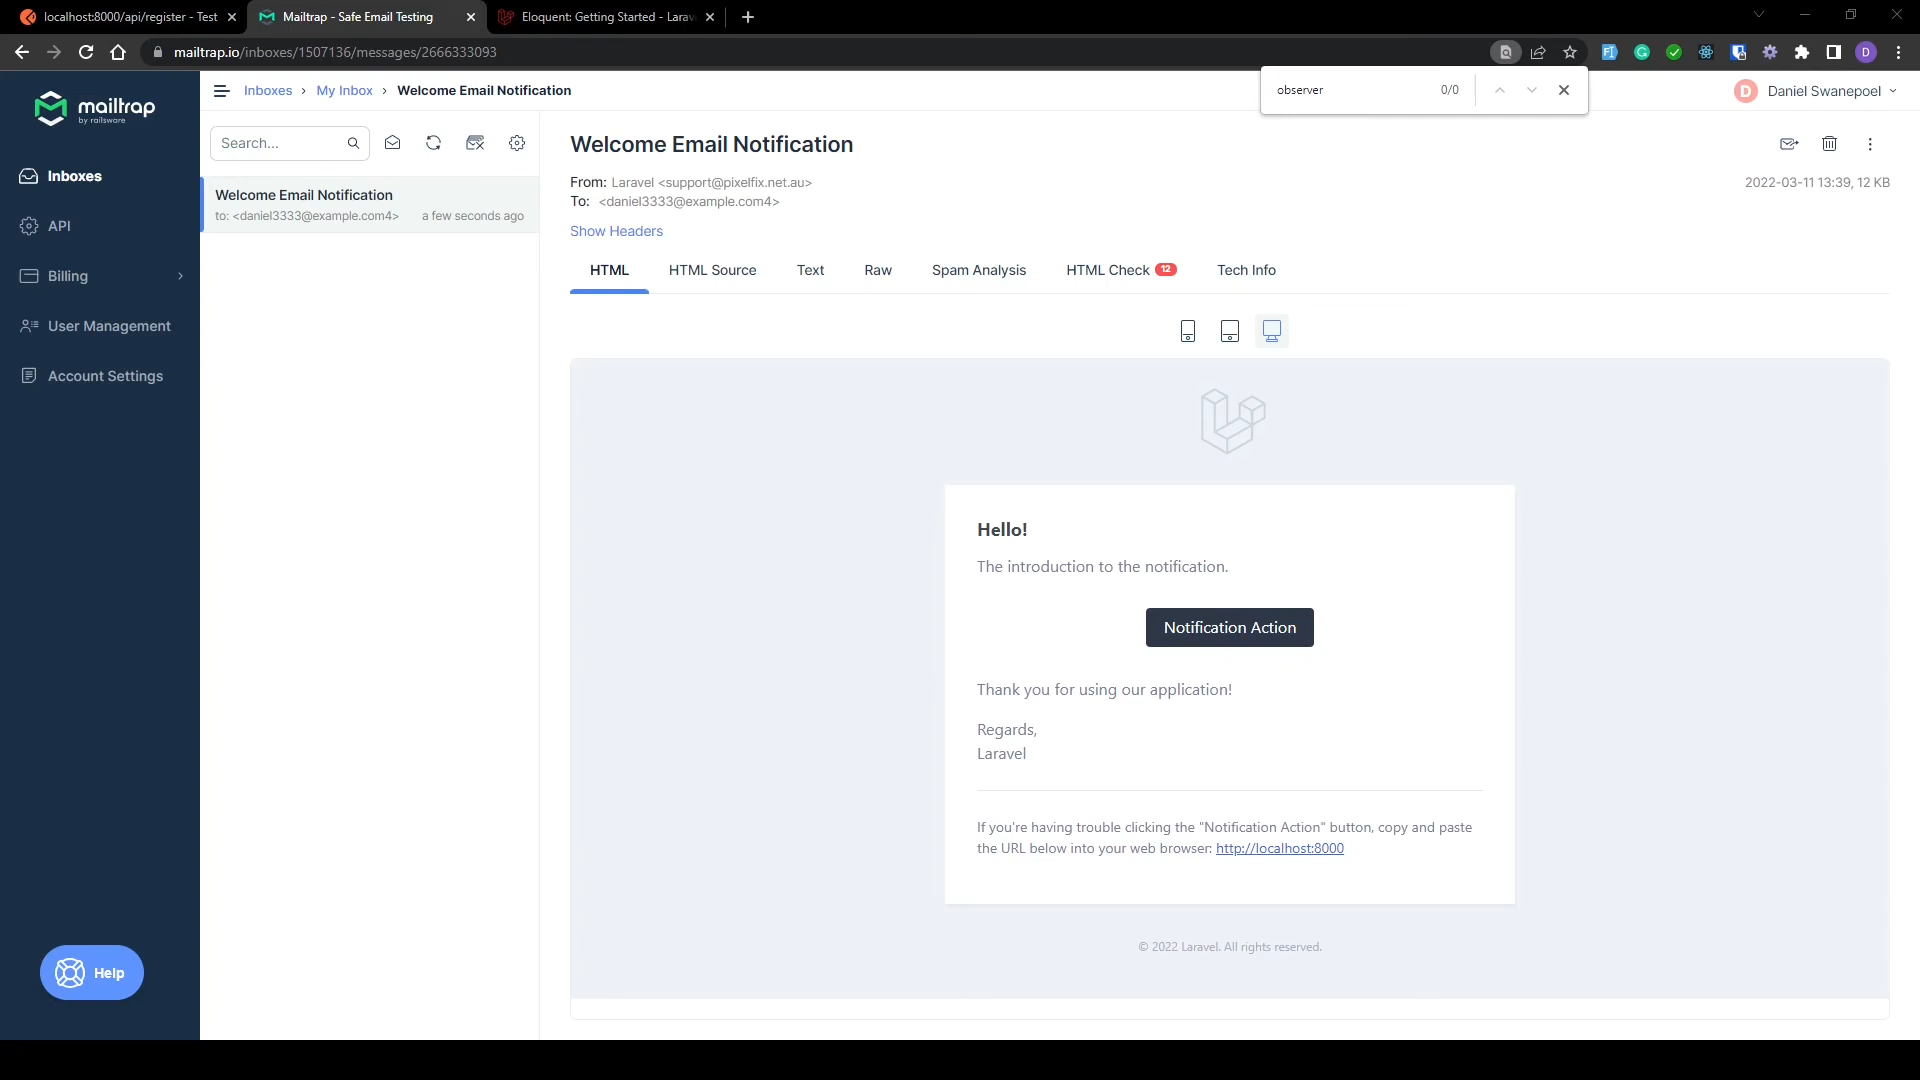 localhost:8000/api/register - Test
Mailtrap - Safe Email Testing
Eloquent: Getting Started - Larav
mailtrap.io/inboxes/1507136/messages/2666333093
D
observer
0/0
mailtrap
by railsware
Inboxes
API
Billing
User Management
Account Settings
Help
Inboxes › My Inbox › Welcome Email Notification
D Daniel Swanepoel
Search...
Welcome Email Notification
to: <daniel3333@example.com4> a few seconds ago
Welcome Email Notification
From: Laravel <support@pixelfix.net.au>
2022-03-11 13:39, 12 KB
To: <daniel3333@example.com4>
Show Headers
HTML HTML Source Text Raw Spam Analysis HTML Check 12 Tech Info
Hello!
The introduction to the notification.
Notification Action
Thank you for using our application!
Regards,
Laravel
If you're having trouble clicking the "Notification Action" button, copy and paste
the URL below into your web browser: http://localhost:8000
© 2022 Laravel. All rights reserved.